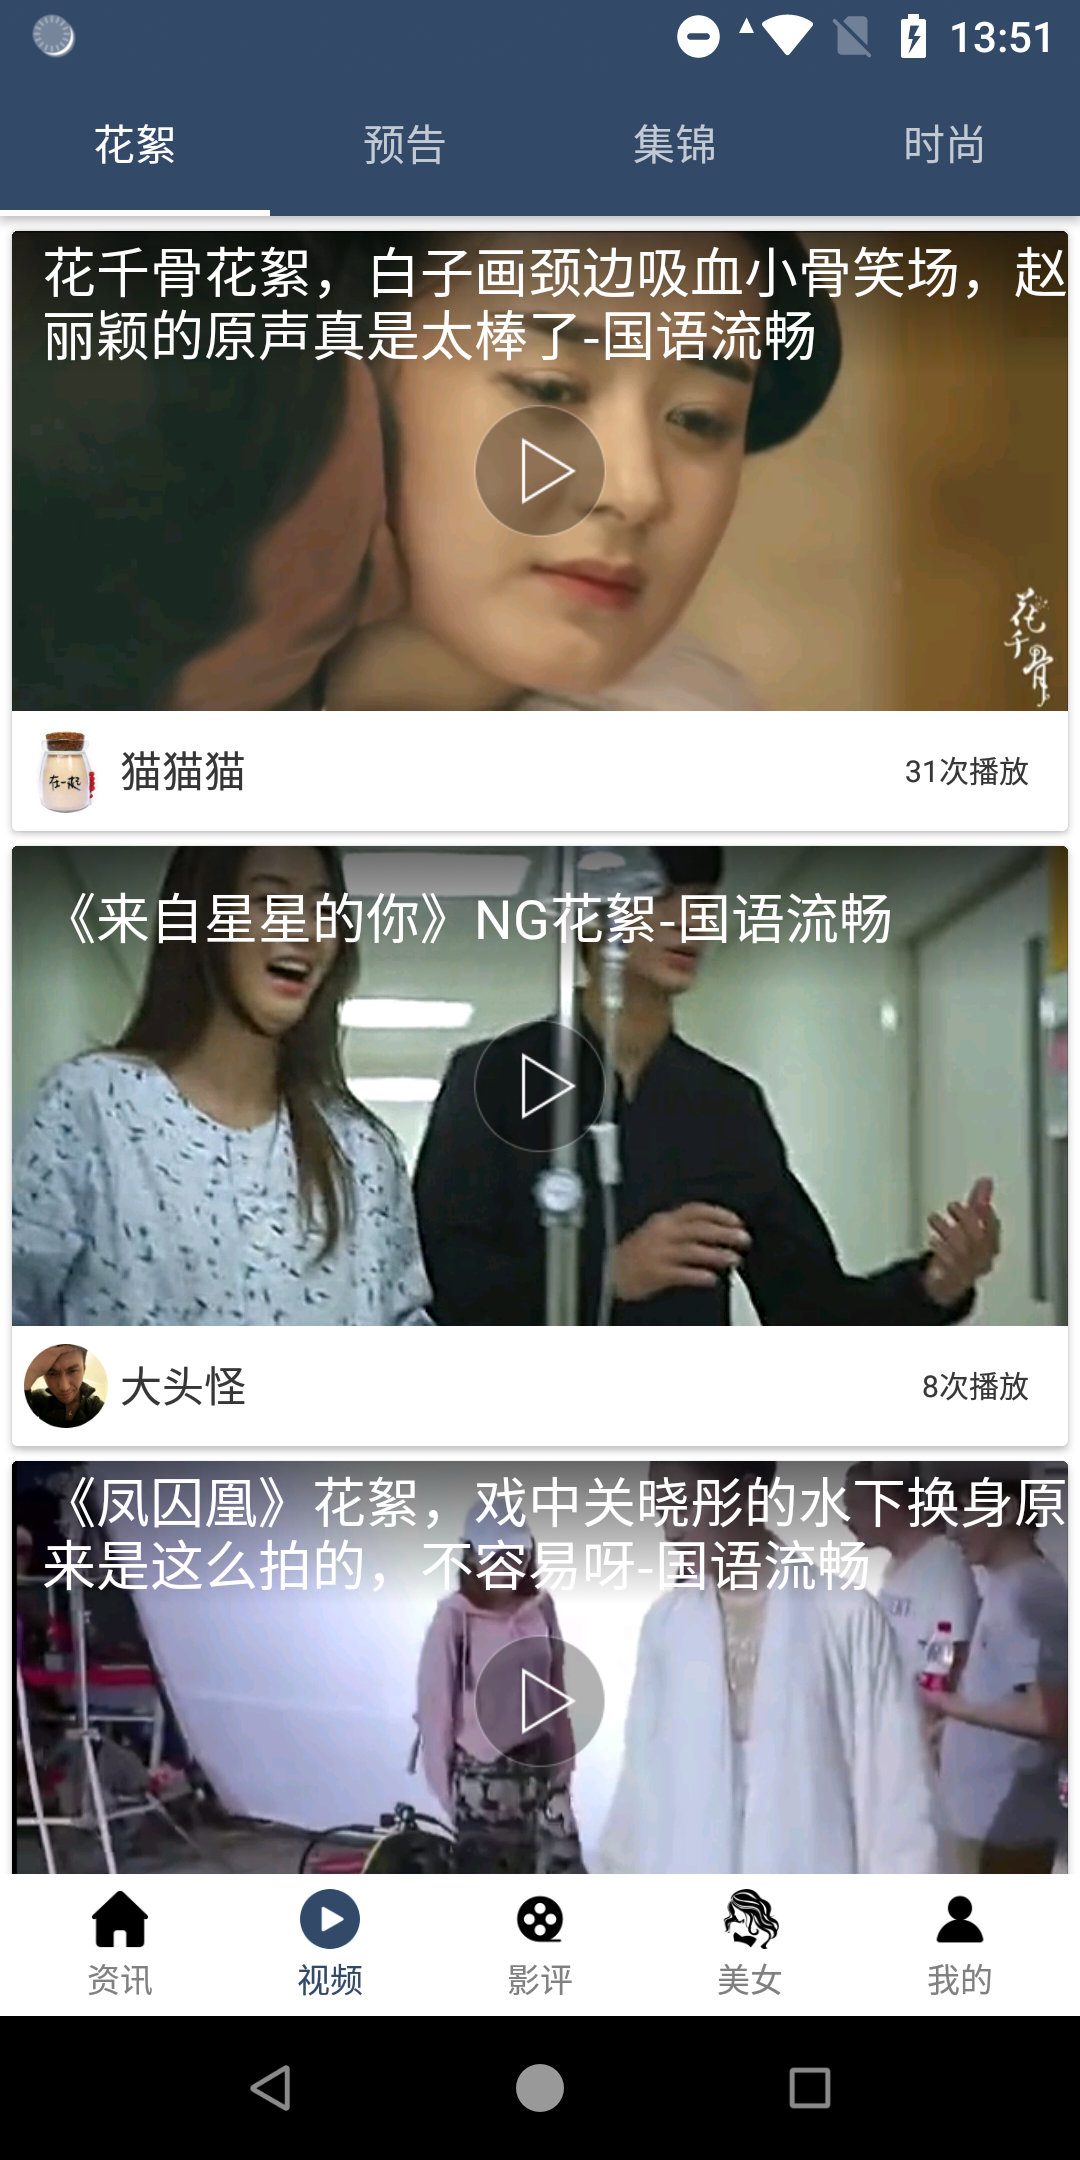 13:51
花絮
预告
集锦
时尚
花千骨花絮，白子画颈边吸血小骨笑场，赵
丽颖的原声真是太棒了-国语流畅
花千骨
在一起
猫猫猫
31次播放
《来自星星的你》NG花絮-国语流畅
大头怪
8次播放
《凤囚凰》花絮，戏中关晓彤的水下换身原
来是这么拍的，不容易呀-国语流畅
资讯
视频
影评
美女
我的